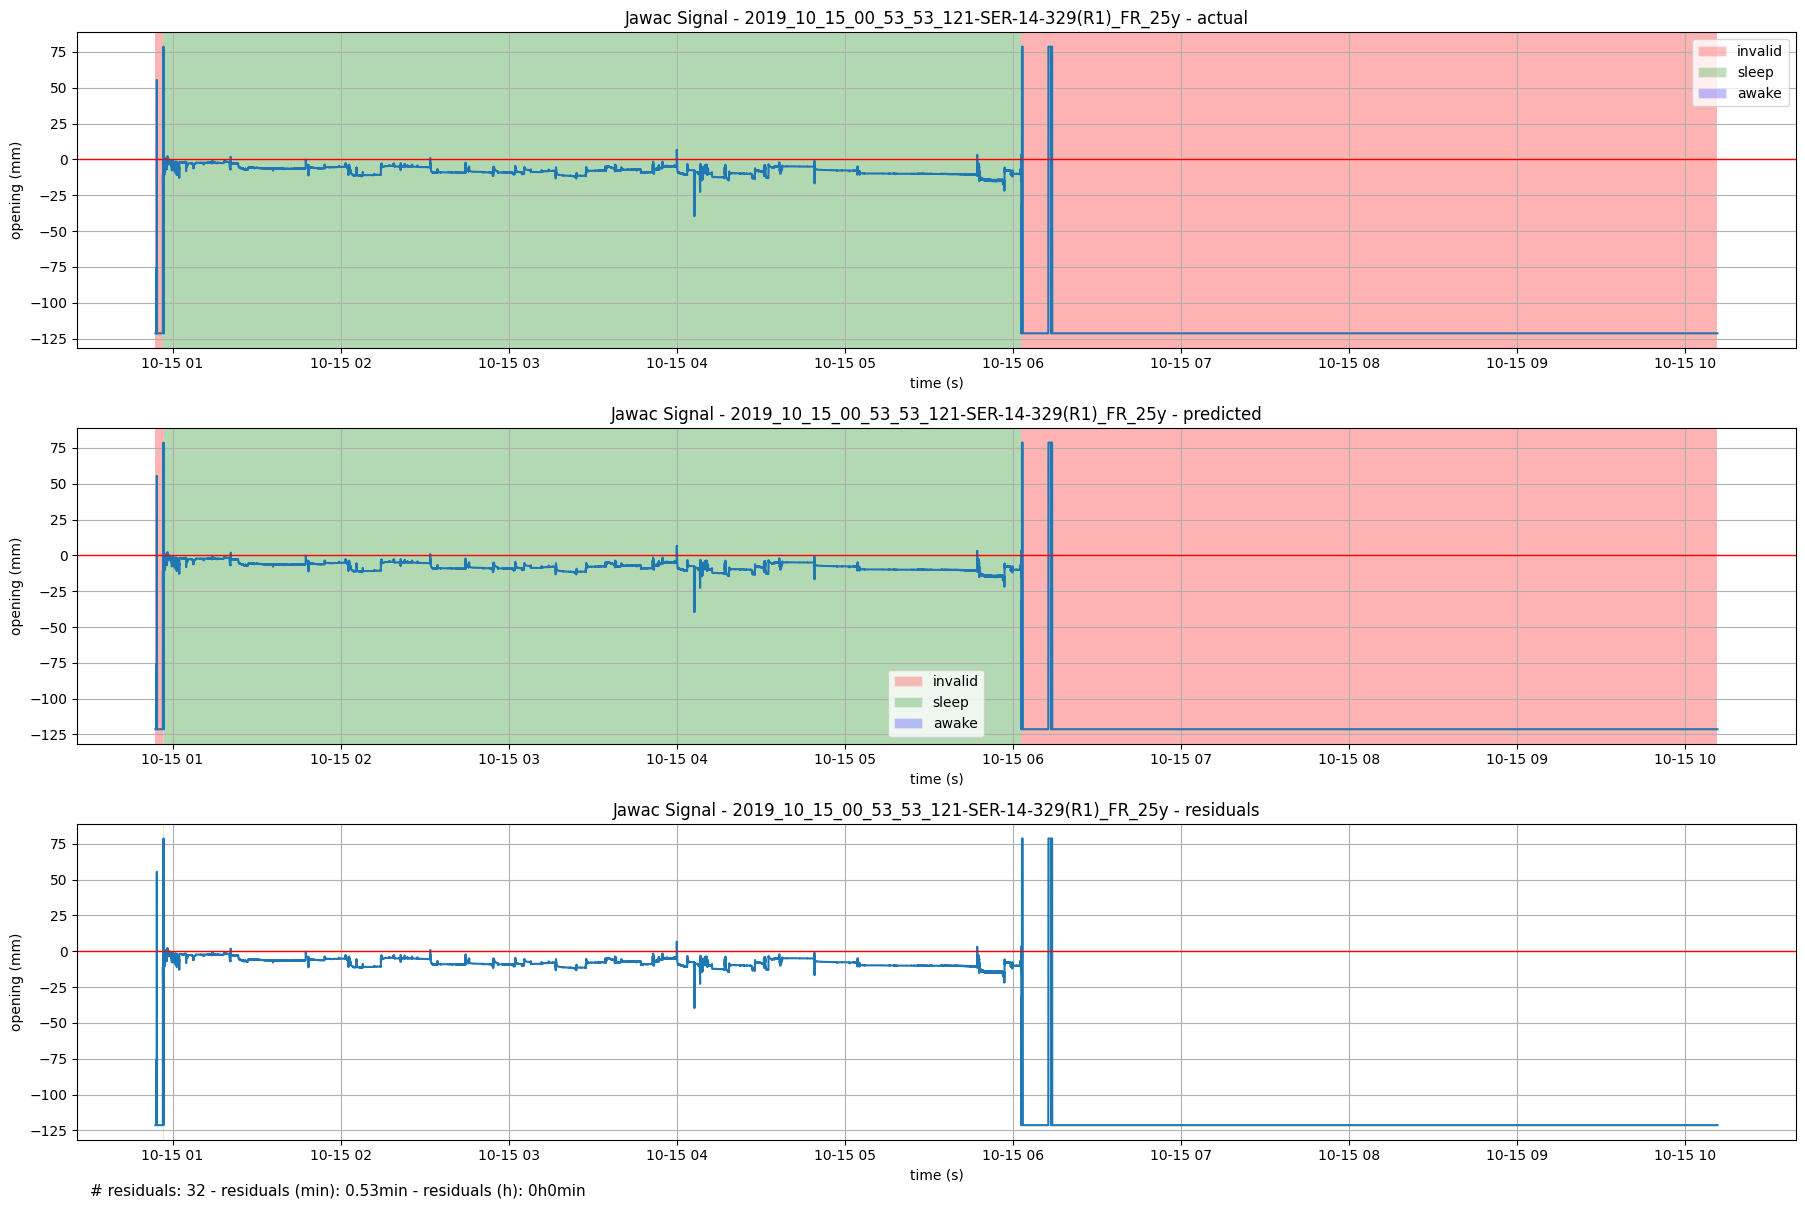 Jawac Signal - 2019_10_15_00_53_53_121-SER-14-329(R1)_FR_25y - actual
75
50
25
0
−25
−50
−75
−100
−125
opening (mm)
invalid
sleep
awake
10-15 01 10-15 02 10-15 03 10-15 04 10-15 05 10-15 06 10-15 07 10-15 08 10-15 09 10-15 10
time (s)
Jawac Signal - 2019_10_15_00_53_53_121-SER-14-329(R1)_FR_25y - predicted
75
50
25
0
−25
−50
−75
−100
−125
opening (mm)
invalid
sleep
awake
10-15 01 10-15 02 10-15 03 10-15 04 10-15 05 10-15 06 10-15 07 10-15 08 10-15 09 10-15 10
time (s)
Jawac Signal - 2019_10_15_00_53_53_121-SER-14-329(R1)_FR_25y - residuals
75
50
25
0
−25
−50
−75
−100
−125
opening (mm)
10-15 01 10-15 02 10-15 03 10-15 04 10-15 05 10-15 06 10-15 07 10-15 08 10-15 09 10-15 10
time (s)
# residuals: 32 - residuals (min): 0.53min - residuals (h): 0h0min